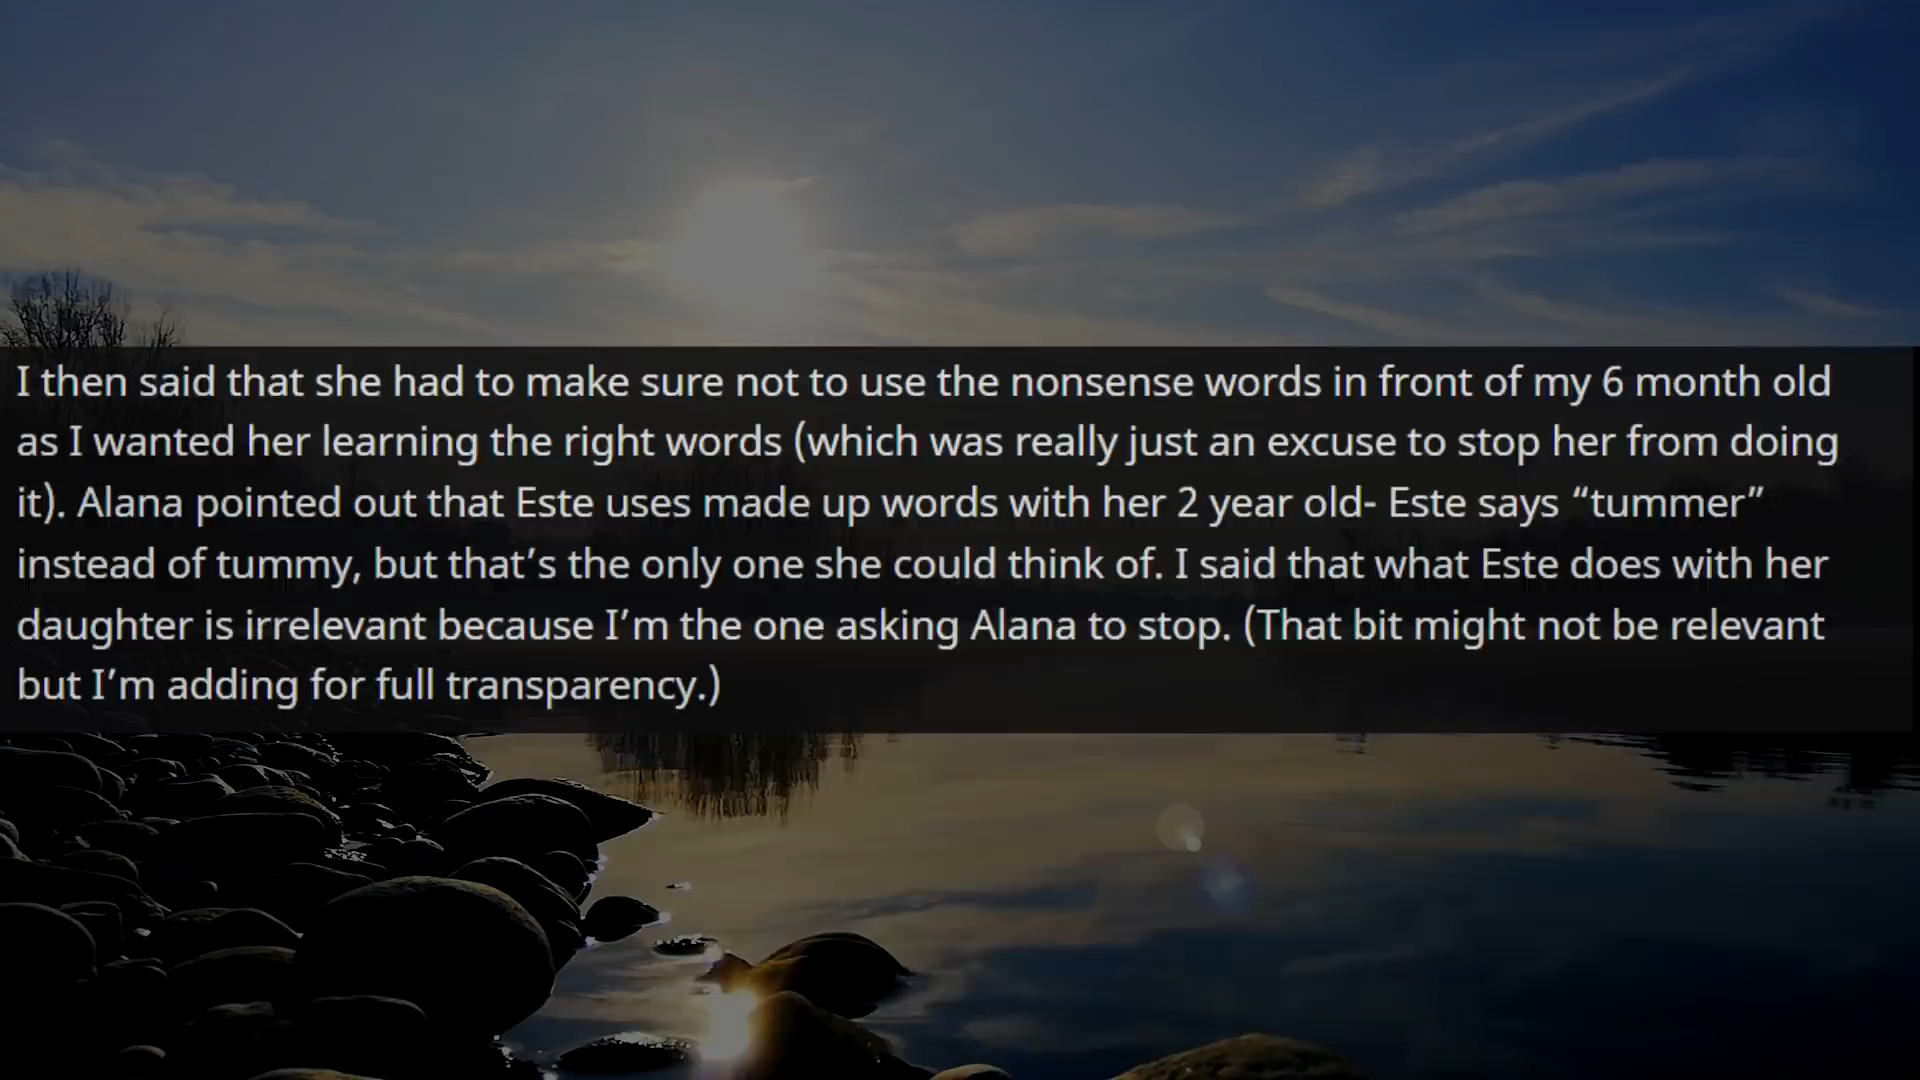 I then said that she had to make sure not to use the nonsense words in front of my 6 month old
as I wanted her learning the right words (which was really just an excuse to stop her from doing
it). Alana pointed out that Este uses made up words with her 2 year old- Este says “tummer”
instead of tummy, but that’s the only one she could think of. I said that what Este does with her
daughter is irrelevant because I’m the one asking Alana to stop. (That bit might not be relevant
but I’m adding for full transparency.)